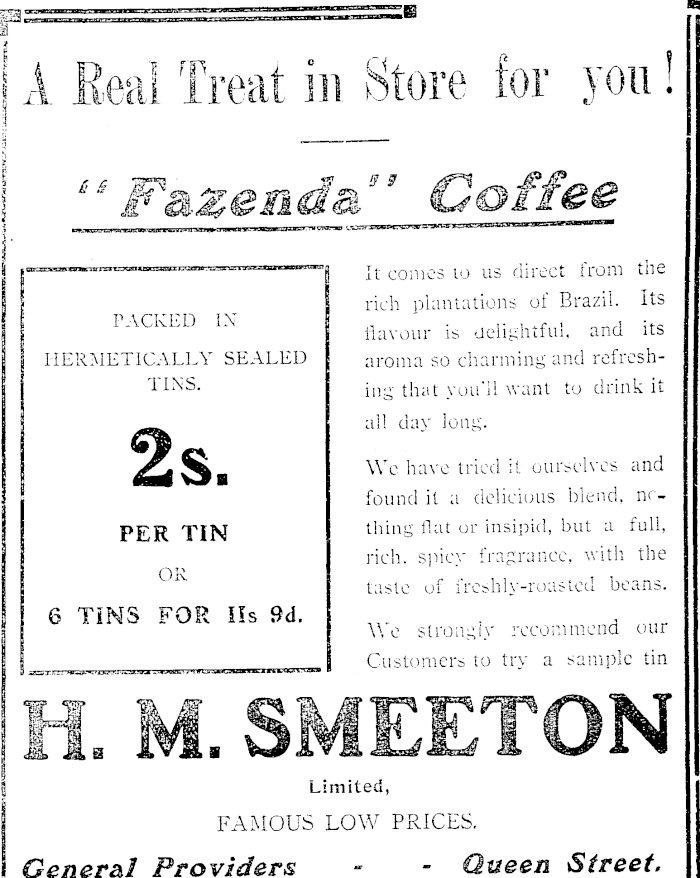 A Real Treat in Store for you!
"Fazenda" Coffee
PACKED IN
HERMETICALLY SEALED
TINS.
2s.
PER TIN
OR
6 TINS FOR 11s 9d.
It comes to us direct from the
rich plantations of Brazil. Its
flavour is delightful, and its
aroma so charming and refresh-
ing that you'll want to drink it
all day long.
We have tried it ourselves and
found it a delicious blend, no-
thing flat or insipid, but a full,
rich, spicy fragrance, with the
taste of freshly-roasted beans.
We strongly recommend our
Customers to try a sample tin
H. M. SMEETON
Limited,
FAMOUS LOW PRICES.
General Providers - - Queen Street.